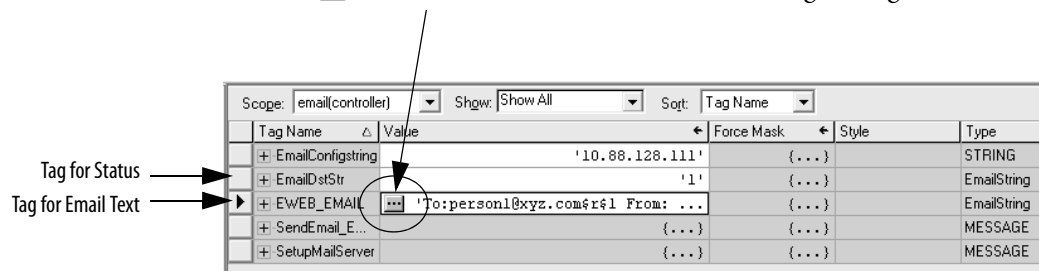 Scope: email(controller) Show: Show All Sort: Tag Name
Tag Name Value Force Mask Style Type
EmailConfigstring '10.88.128.111' {...} STRING
Tag for Status EmailDstStr '1' {...} EmailString
Tag for Email Text EWEB_EMAIL ... 'To:person1@xyz.com$r$l From: ... {...} EmailString
SendEmail_E... {...} {...} MESSAGE
SetupMailServer {...} {...} MESSAGE